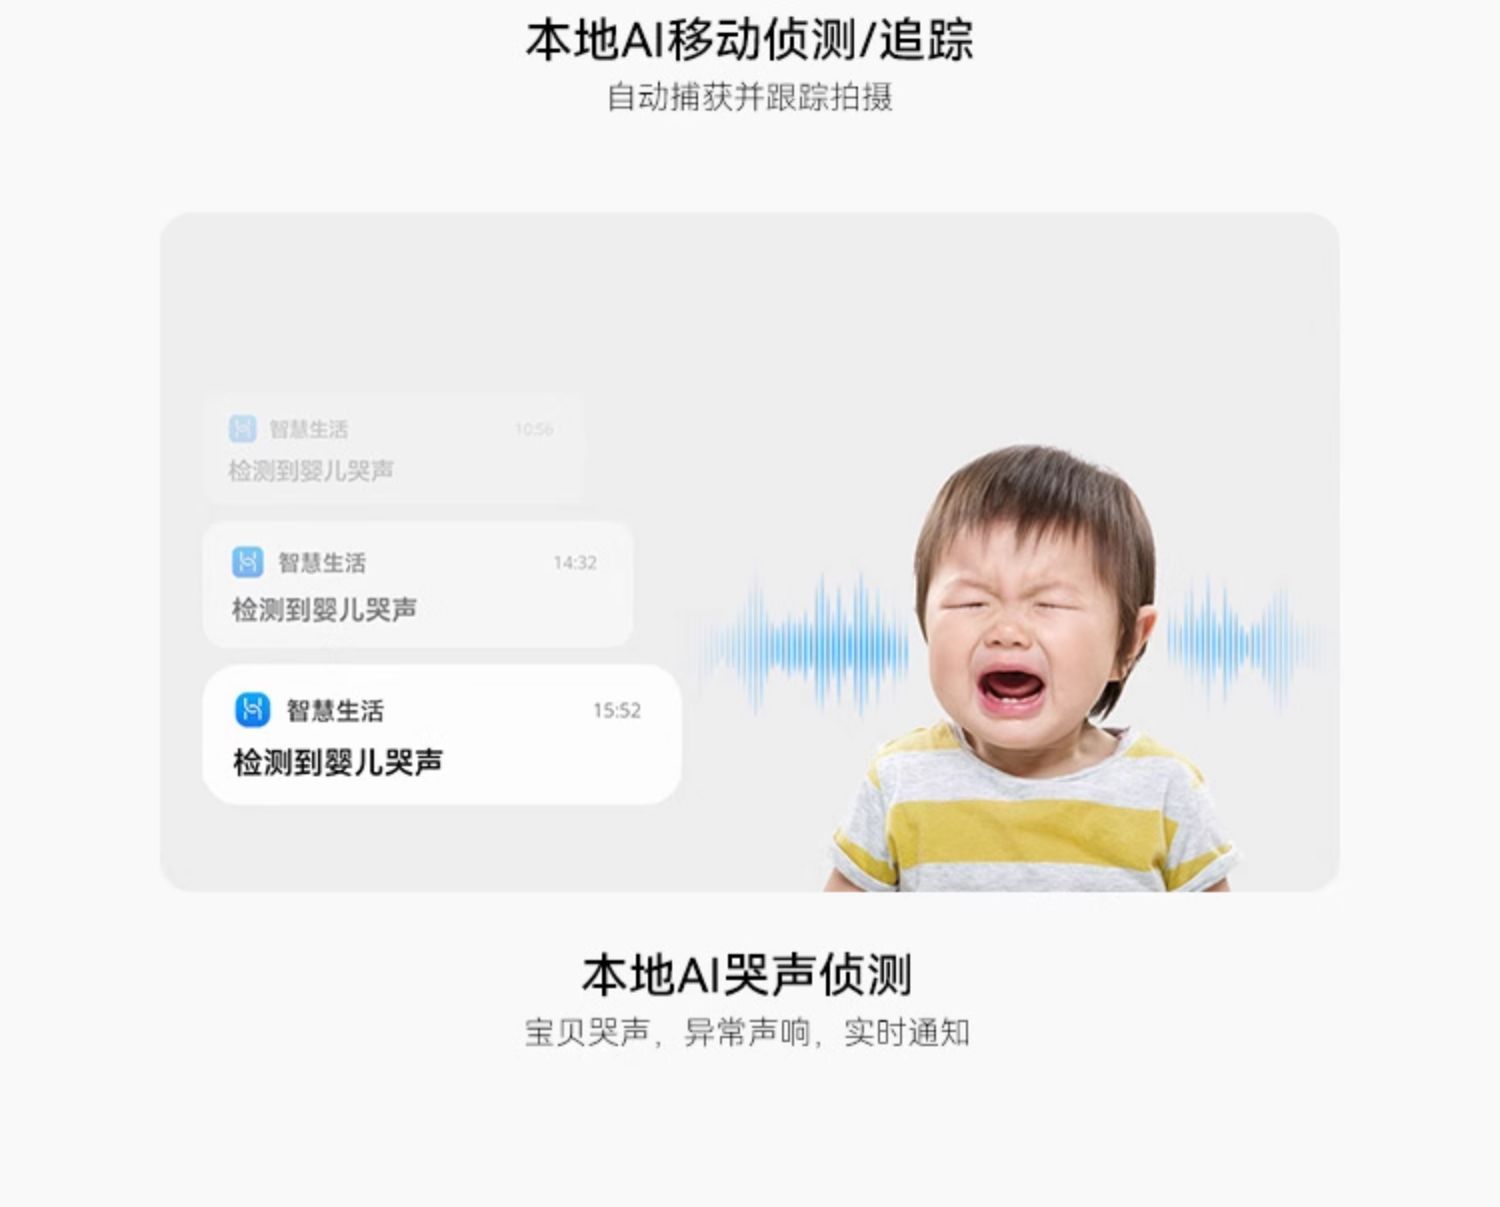 本地AI移动侦测/追踪
自动捕获并跟踪拍摄
智慧生活 10:56
检测到婴儿哭声
智慧生活 14:32
检测到婴儿哭声
智慧生活 15:52
检测到婴儿哭声
本地AI哭声侦测
宝贝哭声，异常声响，实时通知